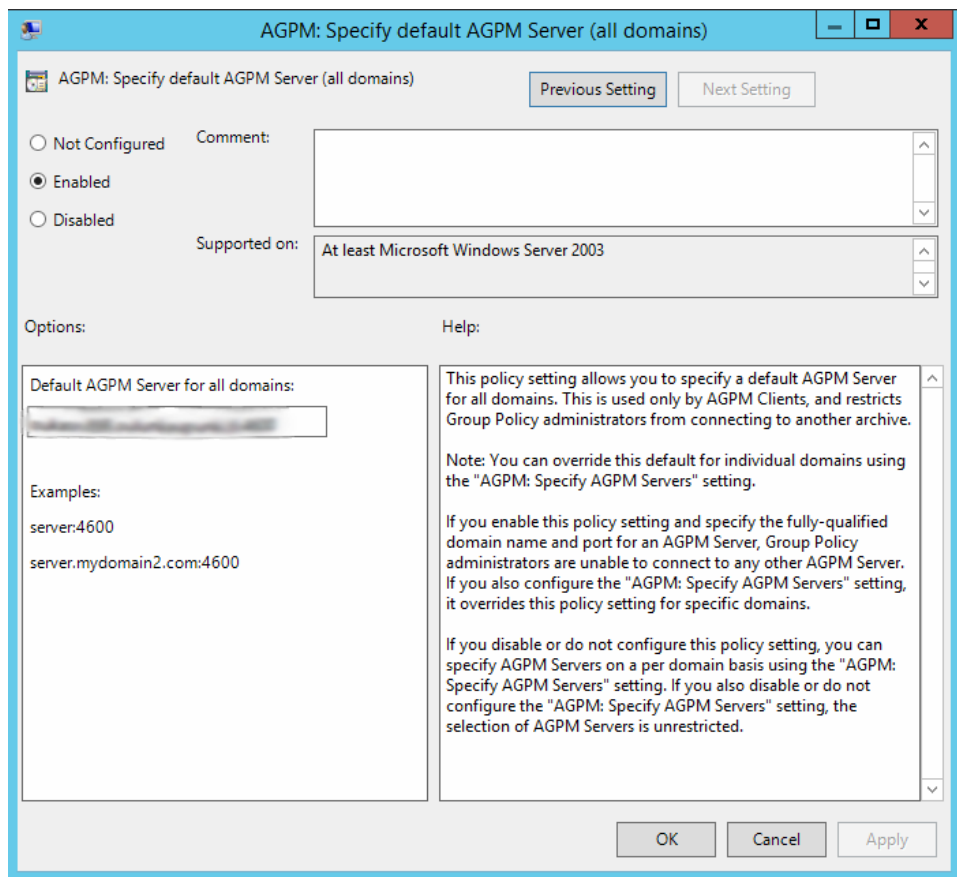 AGPM: Specify default AGPM Server (all domains)
AGPM: Specify default AGPM Server (all domains)
Previous Setting
Next Setting
Not Configured
Comment:
Enabled
Disabled
Supported on:
At least Microsoft Windows Server 2003
Options:
Help:
Default AGPM Server for all domains:
Examples:
server:4600
server.mydomain2.com:4600
This policy setting allows you to specify a default AGPM Server
for all domains. This is used only by AGPM Clients, and restricts
Group Policy administrators from connecting to another archive.
Note: You can override this default for individual domains using
the "AGPM: Specify AGPM Servers" setting.
If you enable this policy setting and specify the fully-qualified
domain name and port for an AGPM Server, Group Policy
administrators are unable to connect to any other AGPM Server.
If you also configure the "AGPM: Specify AGPM Servers" setting,
it overrides this policy setting for specific domains.
If you disable or do not configure this policy setting, you can
specify AGPM Servers on a per domain basis using the "AGPM:
Specify AGPM Servers" setting. If you also disable or do not
configure the "AGPM: Specify AGPM Servers" setting, the
selection of AGPM Servers is unrestricted.
OK
Cancel
Apply